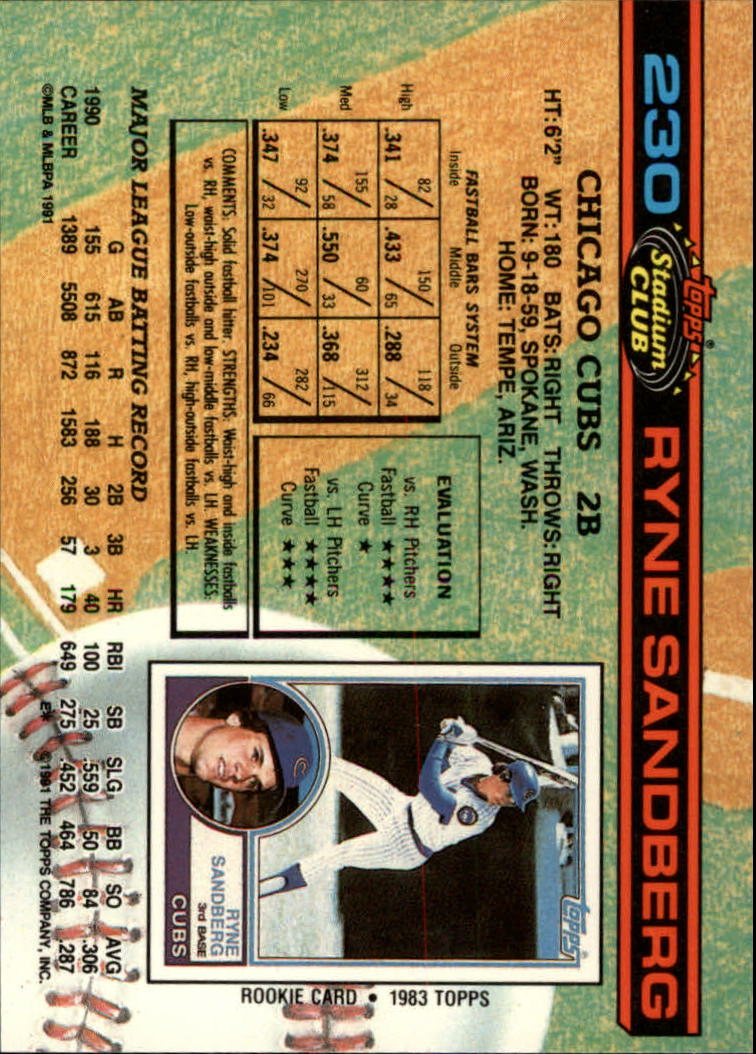 230 Topps® Stadium CLUB RYNE SANDBERG
CHICAGO CUBS 2B
HT:6'2" WT:180 BATS:RIGHT THROWS:RIGHT
BORN: 9-18-59, SPOKANE, WASH.
HOME: TEMPE, ARIZ.
FASTBALL BARS SYSTEM
Inside Middle Outside
High 82/ .341 /28 150/ .433 /65 118/ .288 /34
Med 155/ .374 /58 60/ .550 /33 312/ .368 /115
Low 92/ .347 /32 270/ .374 /101 282/ .234 /66
EVALUATION
vs. RH Pitchers
Fastball ★★★★
Curve ★
vs. LH Pitchers
Fastball ★★★★
Curve ★★★
COMMENTS: Solid fastball hitter. STRENGTHS: Waist-high and inside fastballs
vs. RH, waist-high outside and low-middle fastballs vs. LH. WEAKNESSES:
Low-outside fastballs vs. RH, high-outside fastballs vs. LH.
Topps
C
RYNE
SANDBERG
3rd BASE
CUBS
ROOKIE CARD • 1983 TOPPS
MAJOR LEAGUE BATTING RECORD
G AB R H 2B 3B HR RBI SB SLG BB SO AVG
1990 155 615 116 188 30 3 40 100 25 .559 50 84 .306
CAREER 1389 5508 872 1583 256 57 179 649 275 .452 464 786 .287
©MLB & MLBPA 1991 E* ©1991 THE TOPPS COMPANY, INC.